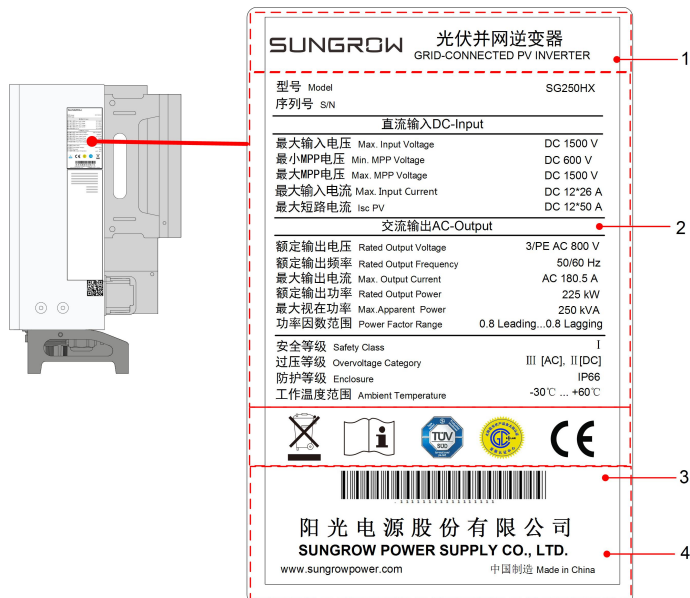 SUNGROW 光伏并网逆变器
GRID-CONNECTED PV INVERTER
1
型号 Model SG250HX
序列号 S/N
直流输入DC-Input
最大输入电压 Max. Input Voltage DC 1500 V
最小MPP电压 Min. MPP Voltage DC 600 V
最大MPP电压 Max. MPP Voltage DC 1500 V
最大输入电流 Max. Input Current DC 12*26 A
最大短路电流 Isc PV DC 12*50 A
交流输出AC-Output
2
额定输出电压 Rated Output Voltage 3/PE AC 800 V
额定输出频率 Rated Output Frequency 50/60 Hz
最大输出电流 Max. Output Current AC 180.5 A
额定输出功率 Rated Output Power 225 kW
最大视在功率 Max.Apparent Power 250 kVA
功率因数范围 Power Factor Range 0.8 Leading...0.8 Lagging
安全等级 Safety Class I
过压等级 Overvoltage Category III [AC], II[DC]
防护等级 Enclosure IP66
工作温度范围 Ambient Temperature -30℃ ... +60℃
i TÜV SÜD CE
3
阳光电源股份有限公司
SUNGROW POWER SUPPLY CO., LTD.
4
www.sungrowpower.com 中国制造 Made in China